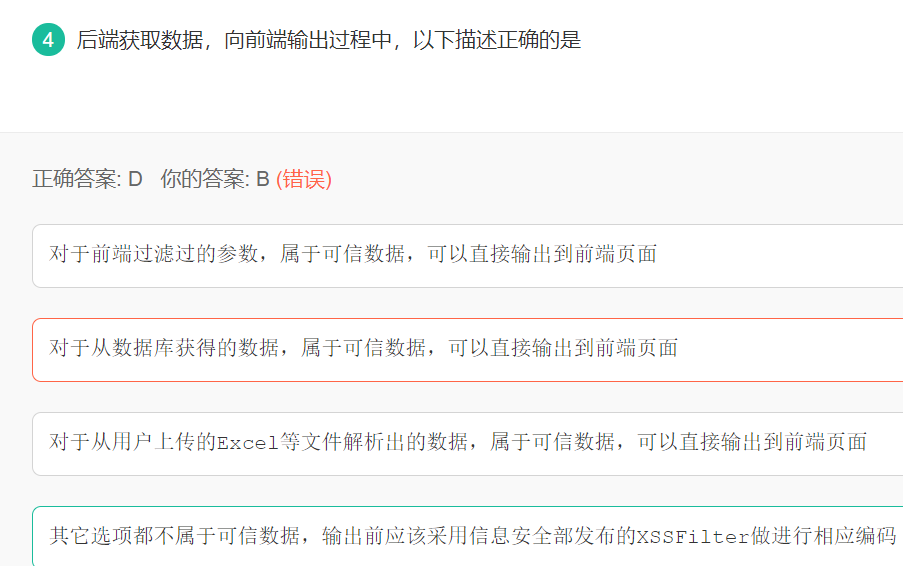 4 后端获取数据，向前端输出过程中，以下描述正确的是
正确答案: D 你的答案: B (错误)
对于前端过滤过的参数，属于可信数据，可以直接输出到前端页面
对于从数据库获得的数据，属于可信数据，可以直接输出到前端页面
对于从用户上传的Excel等文件解析出的数据，属于可信数据，可以直接输出到前端页面
其它选项都不属于可信数据，输出前应该采用信息安全部发布的XSSFilter做进行相应编码